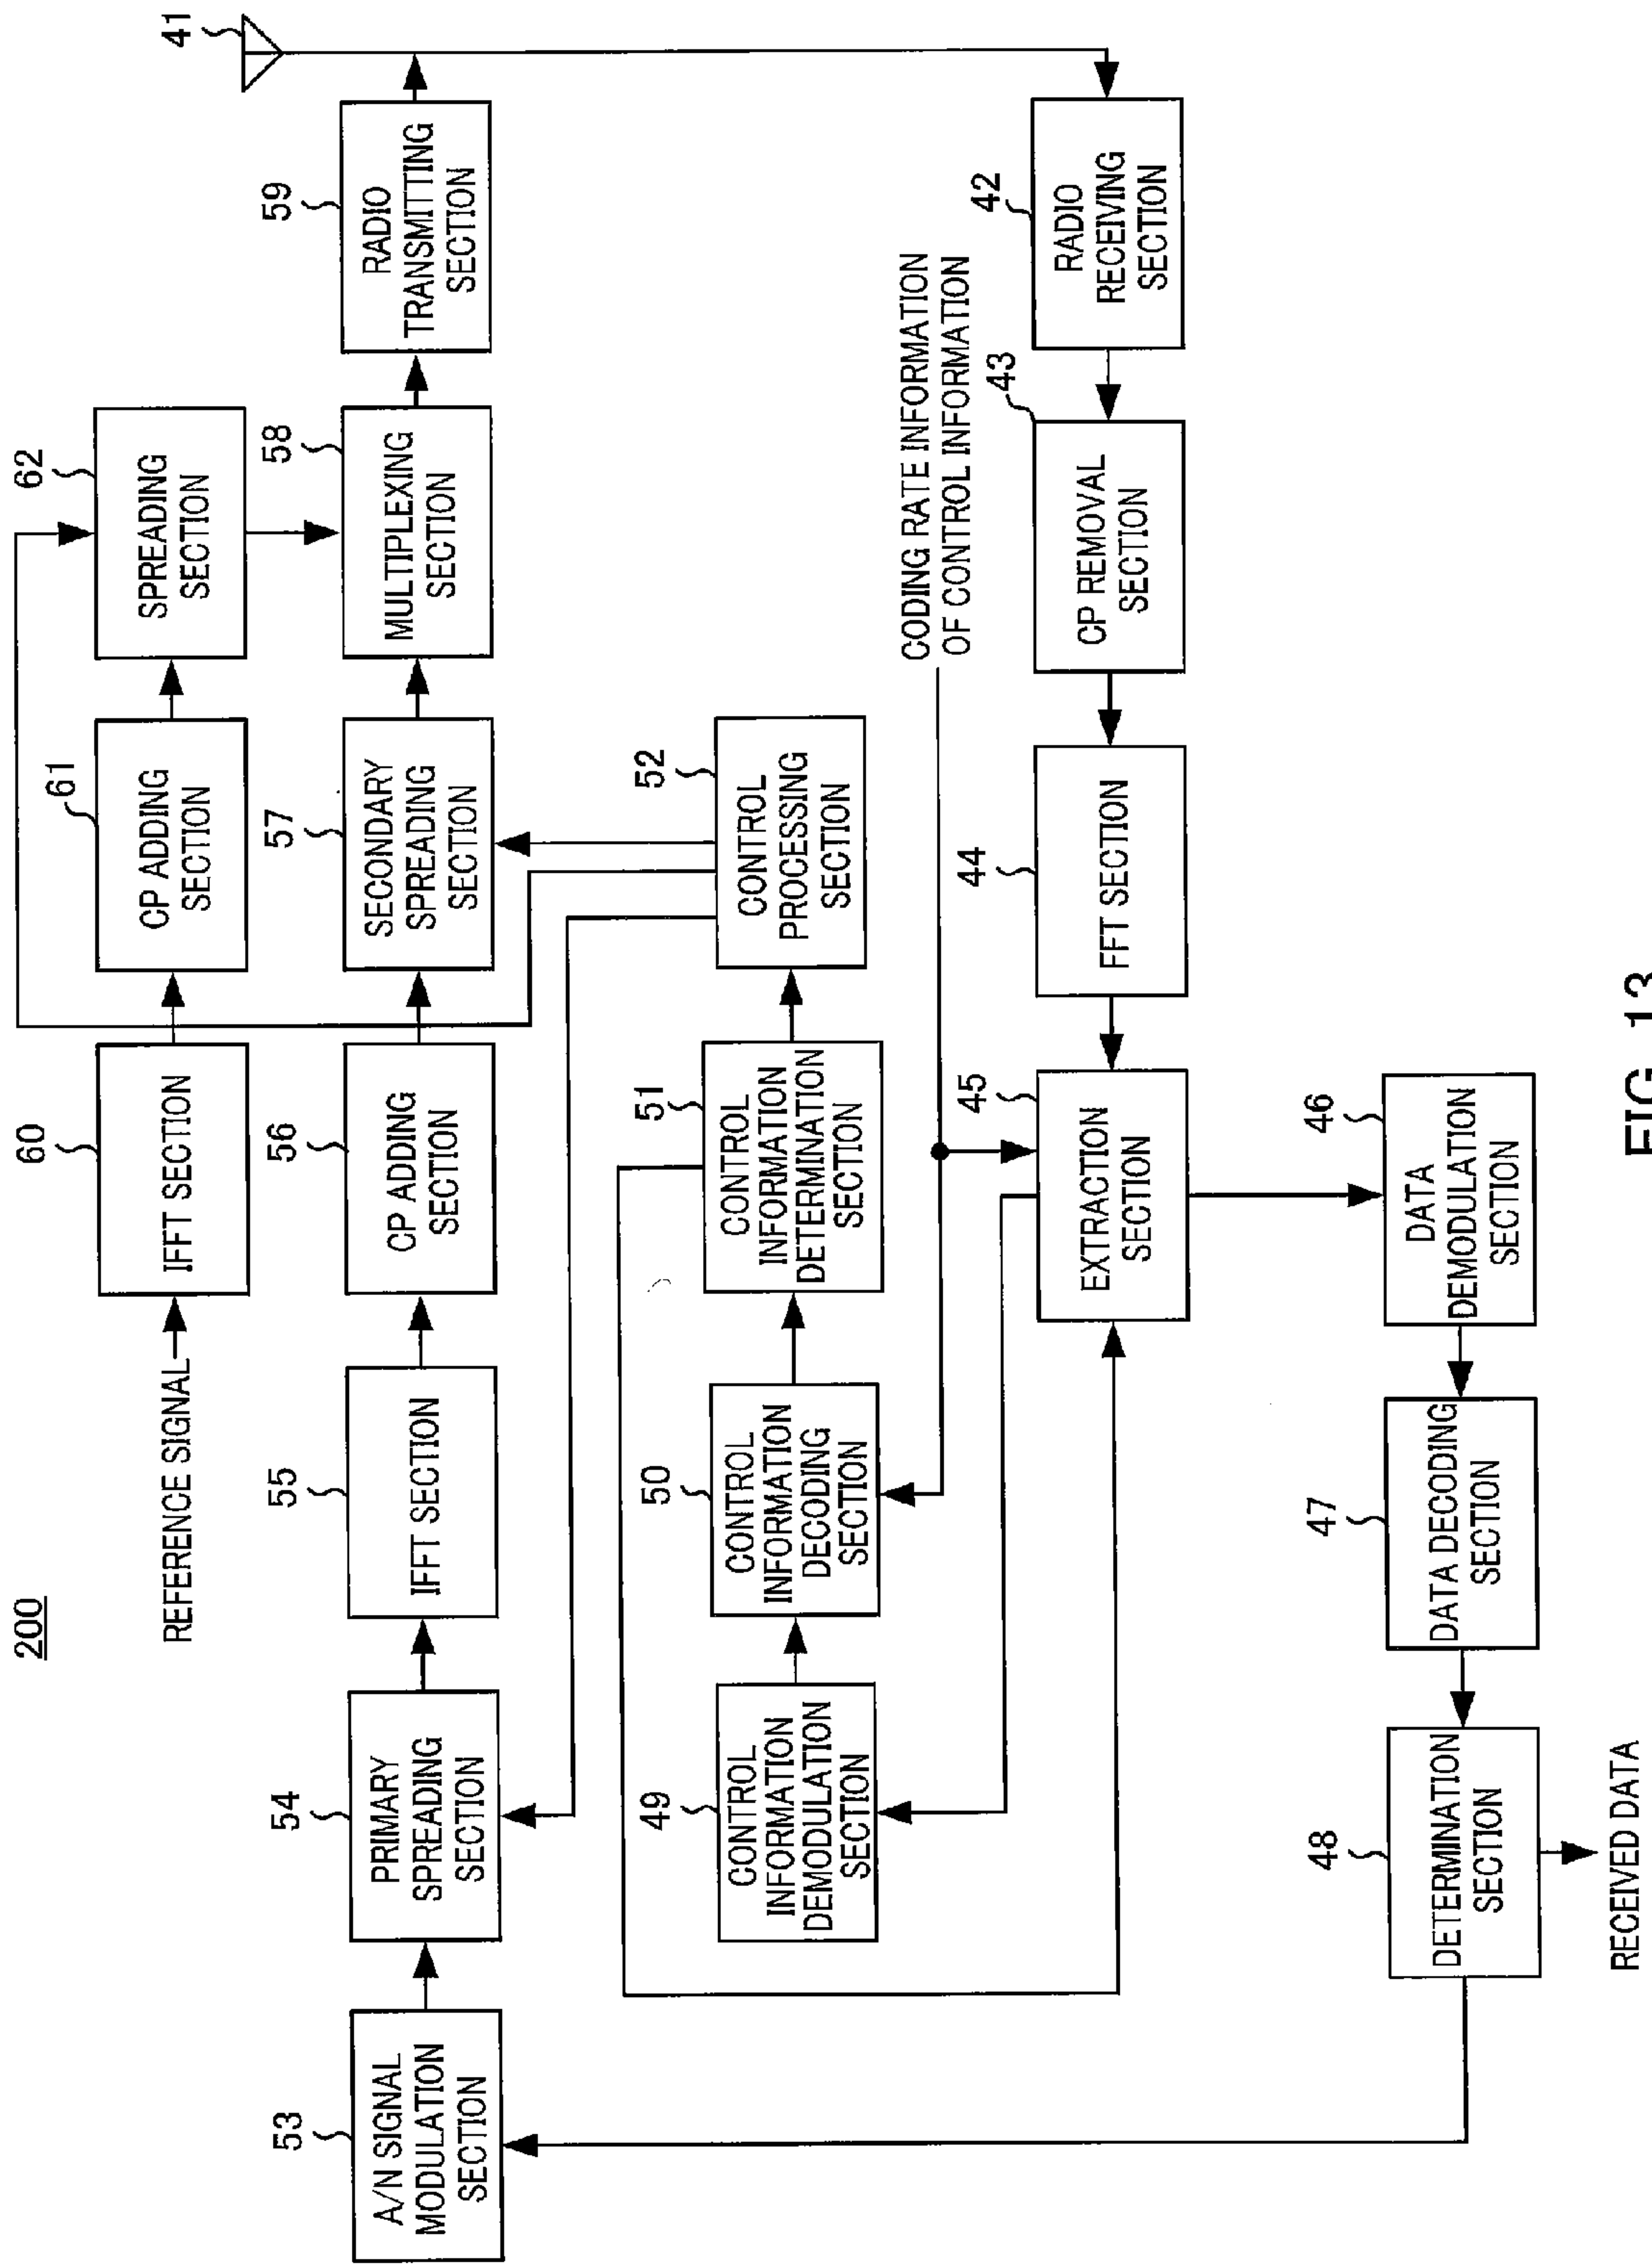 200
REFERENCE SIGNAL
60
IFFT SECTION
61
CP ADDING
SECTION
62
SPREADING
SECTION
41
53
A/N SIGNAL
MODULATION
SECTION
54
PRIMARY
SPREADING
SECTION
55
IFFT SECTION
56
CP ADDING
SECTION
57
SECONDARY
SPREADING
SECTION
58
MULTIPLEXING
SECTION
59
RADIO
TRANSMITTING
SECTION
49
CONTROL
INFORMATION
DEMODULATION
SECTION
50
CONTROL
INFORMATION
DECODING
SECTION
51
CONTROL
INFORMATION
DETERMINATION
SECTION
52
CONTROL
PROCESSING
SECTION
CODING RATE INFORMATION
OF CONTROL INFORMATION
45
EXTRACTION
SECTION
44
FFT SECTION
43
CP REMOVAL
SECTION
42
RADIO
RECEIVING
SECTION
48
DETERMINATION
SECTION
47
DATA DECODING
SECTION
46
DATA
DEMODULATION
SECTION
RECEIVED DATA
FIG. 13